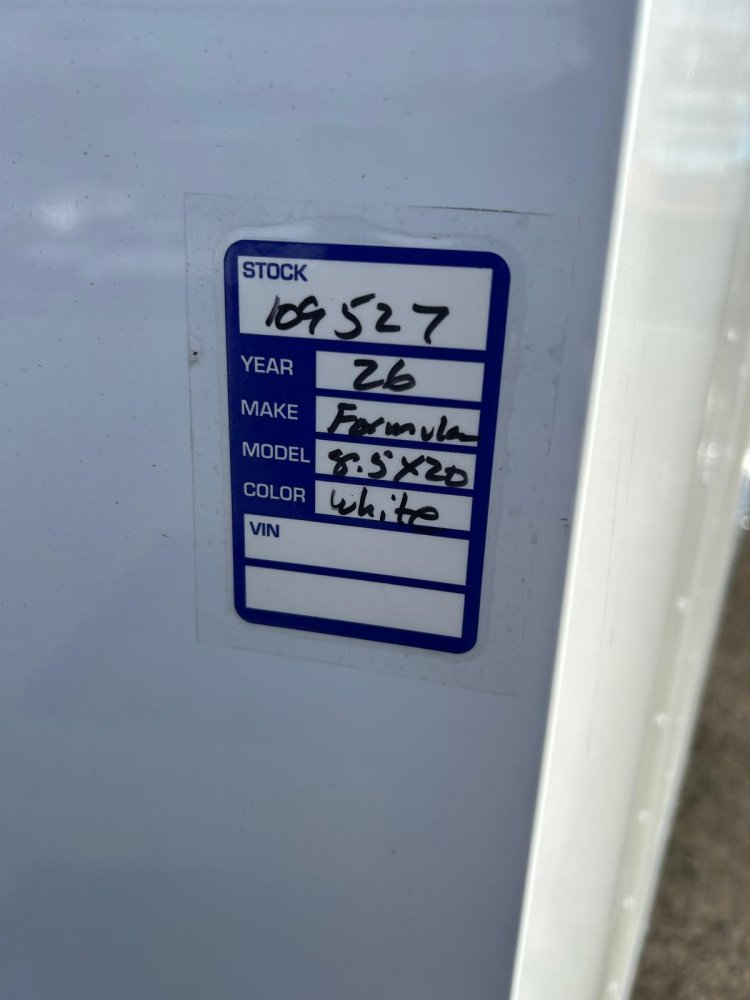 STOCK
109527
YEAR 26
MAKE Formula
MODEL 8.5X20
COLOR White
VIN